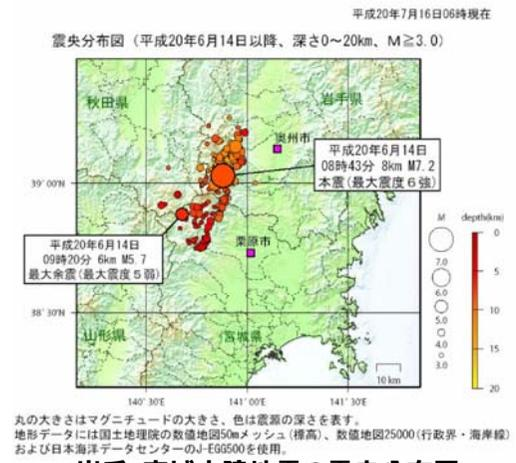 平成20年7月16日06時現在
震央分布図（平成20年6月14日以降、深さ0～20km、M≧3.0）
秋田県
岩手県
奥州市
平成20年6月14日
08時43分 8km M7.2
本震(最大震度６強)
39°00'N
M
depth(km)
平成20年6月14日
09時20分 6km M5.7
最大余震(最大震度５弱)
栗原市
7.0
6.0
5.0
4.0
3.0
0
5
10
15
20
38°30'N
山形県
宮城県
10 km
140°30'E
141°00'E
141°30'E
丸の大きさはマグニチュードの大きさ、色は震源の深さを表す。
地形データには国土地理院の数値地図50mメッシュ(標高)、数値地図25000(行政界・海岸線)
および日本海洋データセンターのJ-EGG500を使用。